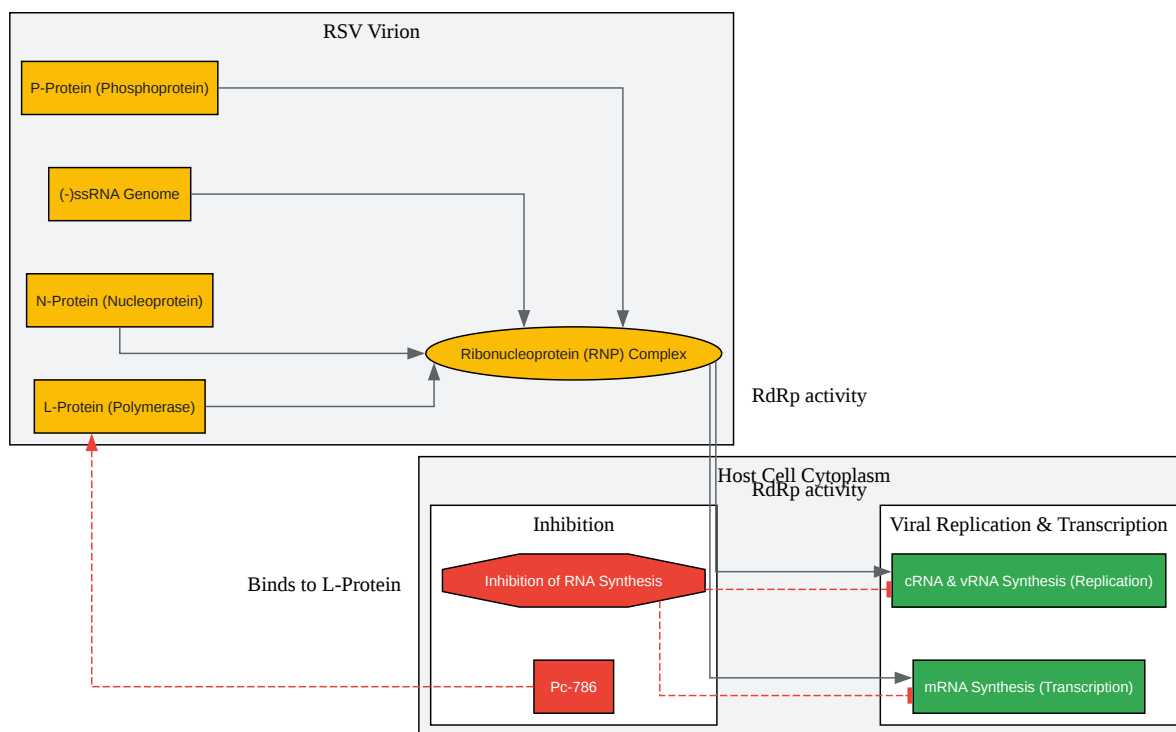 RSV Virion
P-Protein (Phosphoprotein)
(-)ssRNA Genome
N-Protein (Nucleoprotein)
Ribonucleoprotein (RNP) Complex
L-Protein (Polymerase)
RdRp activity
Host Cell Cytoplasm
RdRp activity
Inhibition
Viral Replication & Transcription
Inhibition of RNA Synthesis
cRNA & vRNA Synthesis (Replication)
Binds to L-Protein
Pc-786
mRNA Synthesis (Transcription)